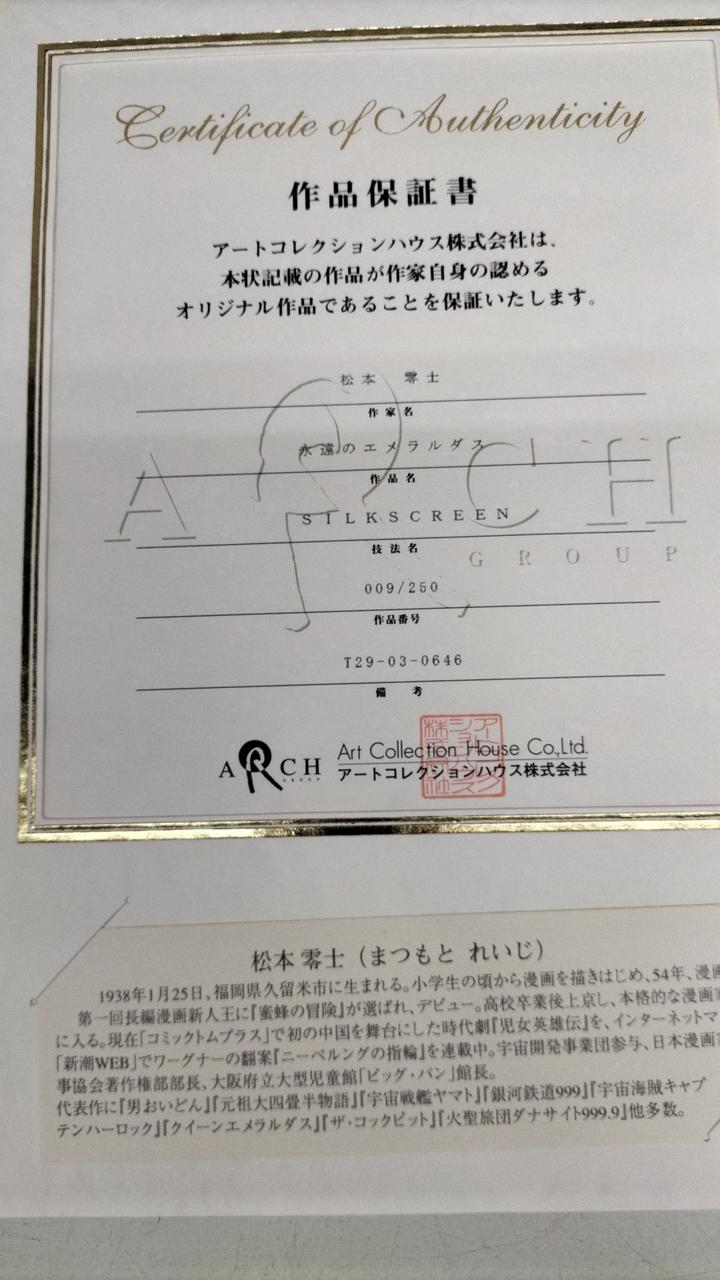 Certificate of Authenticity
作品保証書
アートコレクションハウス株式会社は、
本状記載の作品が作家自身の認める
オリジナル作品であることを保証いたします。
松本 零士
作家名
永遠のエメラルダス
作品名
SILKSCREEN
技法名
009/250
作品番号
T29-03-0646
備 考
ARCH
GROUP
ARCH
Art Collection House Co.,Ltd.
アートコレクションハウス株式会社
松本 零士（まつもと れいじ）
1938年1月25日、福岡県久留米市に生まれる。小学生の頃から漫画を描きはじめ、54年、漫画
第一回長編漫画新人王に『蜜蜂の冒険』が選ばれ、デビュー。高校卒業後上京し、本格的な漫画家
に入る。現在「コミックトムプラス」で初の中国を舞台にした時代劇『児女英雄伝』を、インターネットマ
「新潮WEB」でワーグナーの翻案『ニーベルングの指輪』を連載中。宇宙開発事業団参与、日本漫画家
事協会著作権部部長、大阪府立大型児童館「ビッグ・バン」館長。
代表作に『男おいどん』『元祖大四畳半物語』『宇宙戦艦ヤマト』『銀河鉄道999』『宇宙海賊キャプ
テンハーロック』『クイーンエメラルダス』『ザ・コックピット』『火聖旅団ダナサイト999.9』他多数。